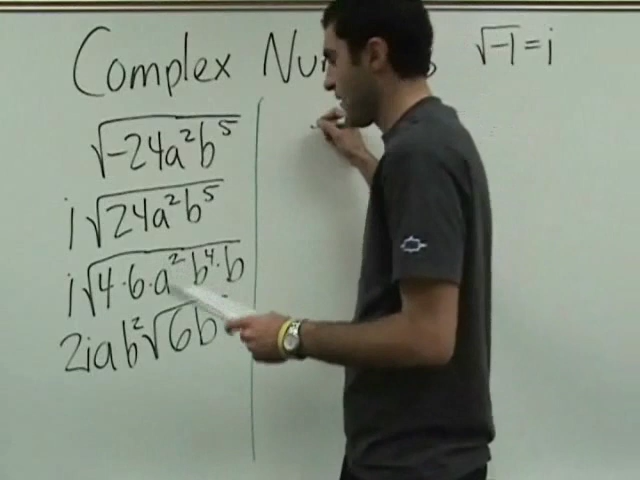 Complex Nu s
√-1 = i
√-24a²b⁵
i√24a²b⁵
i√4·6·a²·b⁴·b
2iab²√6b